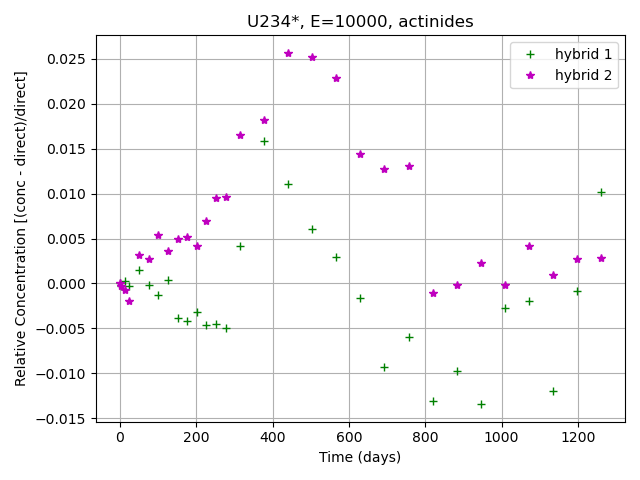 U234*, E=10000, actinides
hybrid 1
hybrid 2
Relative Concentration [(conc - direct)/direct]
0.025
0.020
0.015
0.010
0.005
0.000
−0.005
−0.010
−0.015
0 200 400 600 800 1000 1200
Time (days)